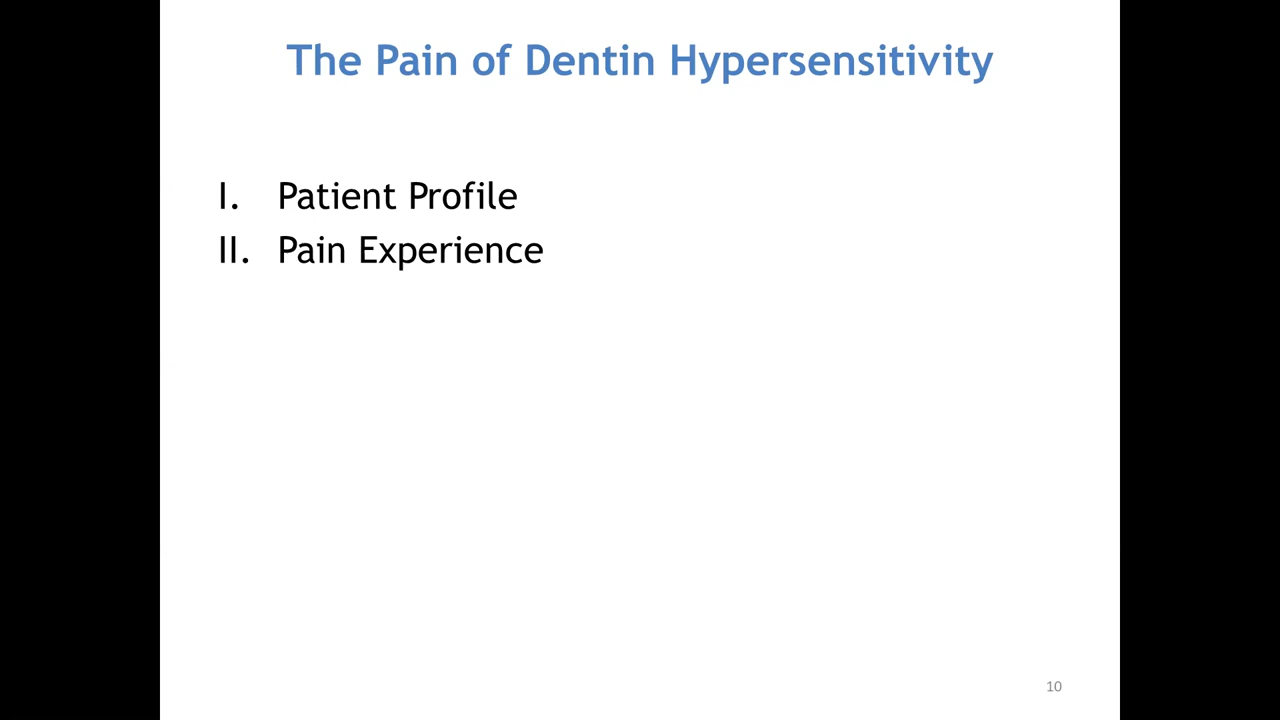 The Pain of Dentin Hypersensitivity
I. Patient Profile
II. Pain Experience
10